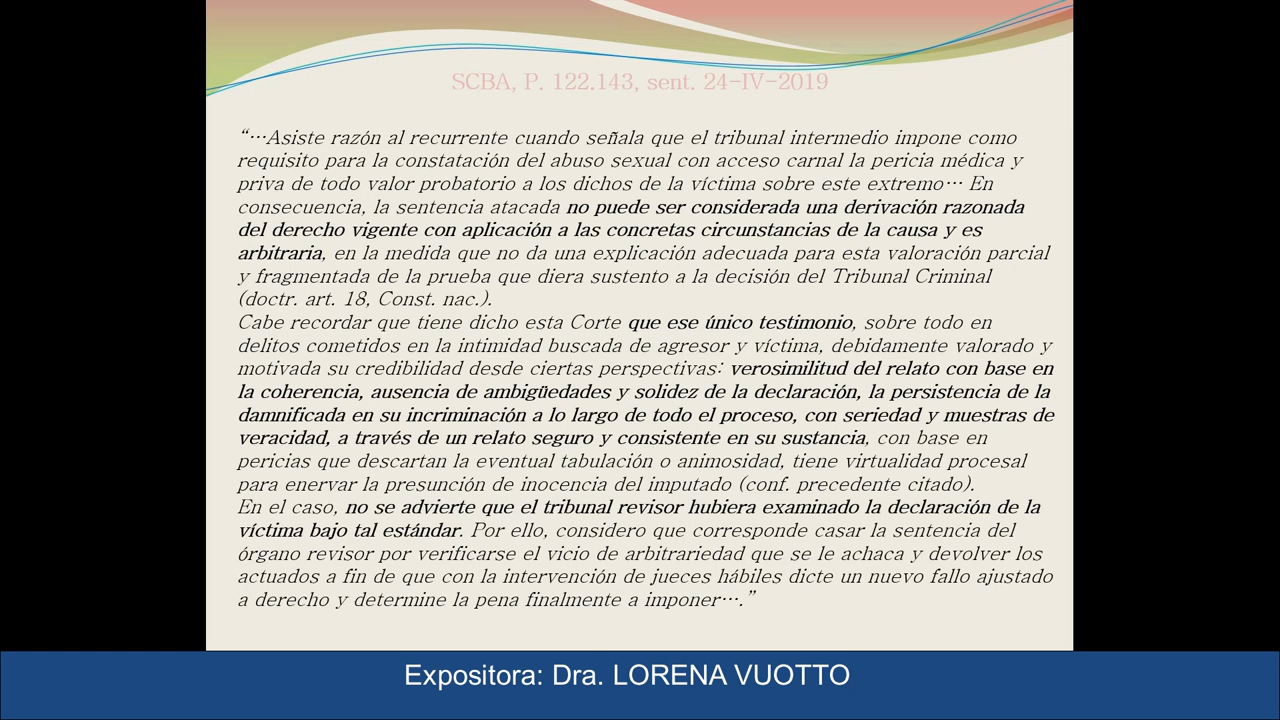 SCBA, P. 122.143, sent. 24-IV-2019
“…Asiste razón al recurrente cuando señala que el tribunal intermedio impone como
requisito para la constatación del abuso sexual con acceso carnal la pericia médica y
priva de todo valor probatorio a los dichos de la víctima sobre este extremo… En
consecuencia, la sentencia atacada no puede ser considerada una derivación razonada
del derecho vigente con aplicación a las concretas circunstancias de la causa y es
arbitraria, en la medida que no da una explicación adecuada para esta valoración parcial
y fragmentada de la prueba que diera sustento a la decisión del Tribunal Criminal
(doctr. art. 18, Const. nac.).
Cabe recordar que tiene dicho esta Corte que ese único testimonio, sobre todo en
delitos cometidos en la intimidad buscada de agresor y víctima, debidamente valorado y
motivada su credibilidad desde ciertas perspectivas: verosimilitud del relato con base en
la coherencia, ausencia de ambigüedades y solidez de la declaración, la persistencia de la
damnificada en su incriminación a lo largo de todo el proceso, con seriedad y muestras de
veracidad, a través de un relato seguro y consistente en su sustancia, con base en
pericias que descartan la eventual tabulación o animosidad, tiene virtualidad procesal
para enervar la presunción de inocencia del imputado (conf. precedente citado).
En el caso, no se advierte que el tribunal revisor hubiera examinado la declaración de la
víctima bajo tal estándar. Por ello, considero que corresponde casar la sentencia del
órgano revisor por verificarse el vicio de arbitrariedad que se le achaca y devolver los
actuados a fin de que con la intervención de jueces hábiles dicte un nuevo fallo ajustado
a derecho y determine la pena finalmente a imponer….”
Expositora: Dra. LORENA VUOTTO